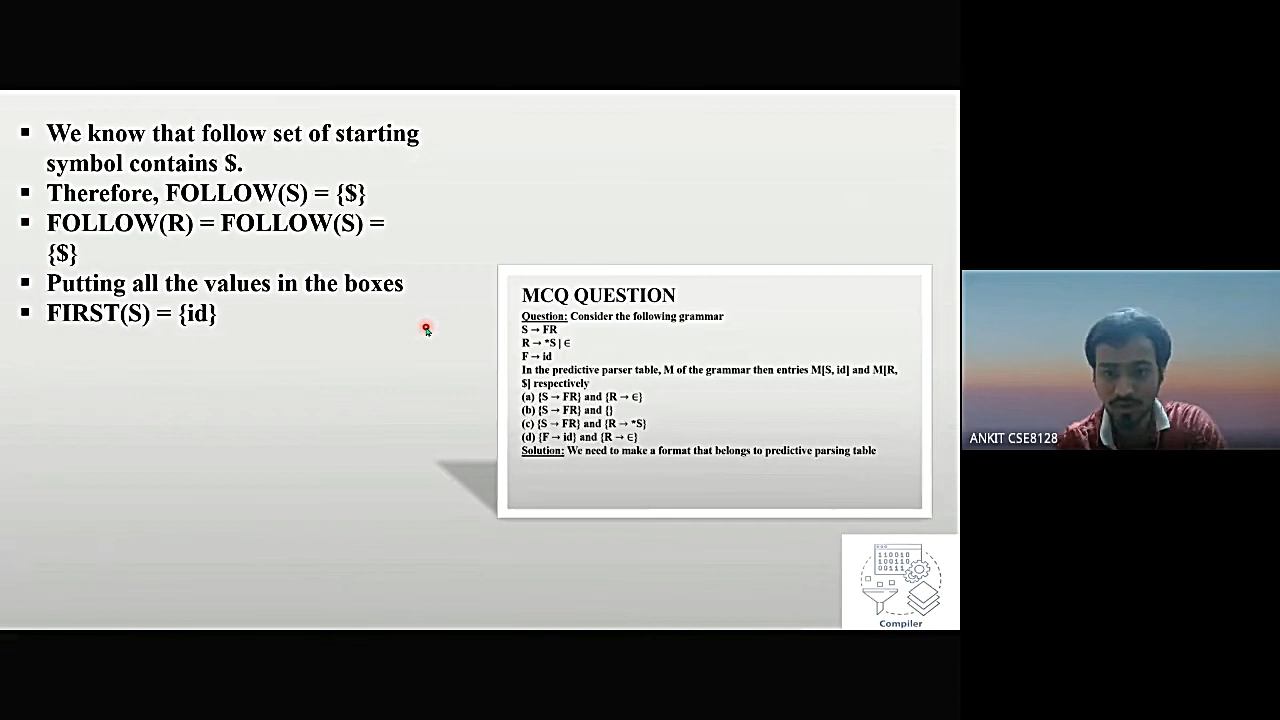 ▪ We know that follow set of starting
symbol contains $.
▪ Therefore, FOLLOW(S) = {$}
▪ FOLLOW(R) = FOLLOW(S) =
{$}
▪ Putting all the values in the boxes
▪ FIRST(S) = {id}
MCQ QUESTION
Question: Consider the following grammar
S → FR
R → *S | ∈
F → id
In the predictive parser table, M of the grammar then entries M[S, id] and M[R,
$] respectively
(a) {S → FR} and {R → ∈}
(b) {S → FR} and {}
(c) {S → FR} and {R → *S}
(d) {F → id} and {R → ∈}
Solution: We need to make a format that belongs to predictive parsing table
110010
100110
00111
Compiler
ANKIT CSE8128